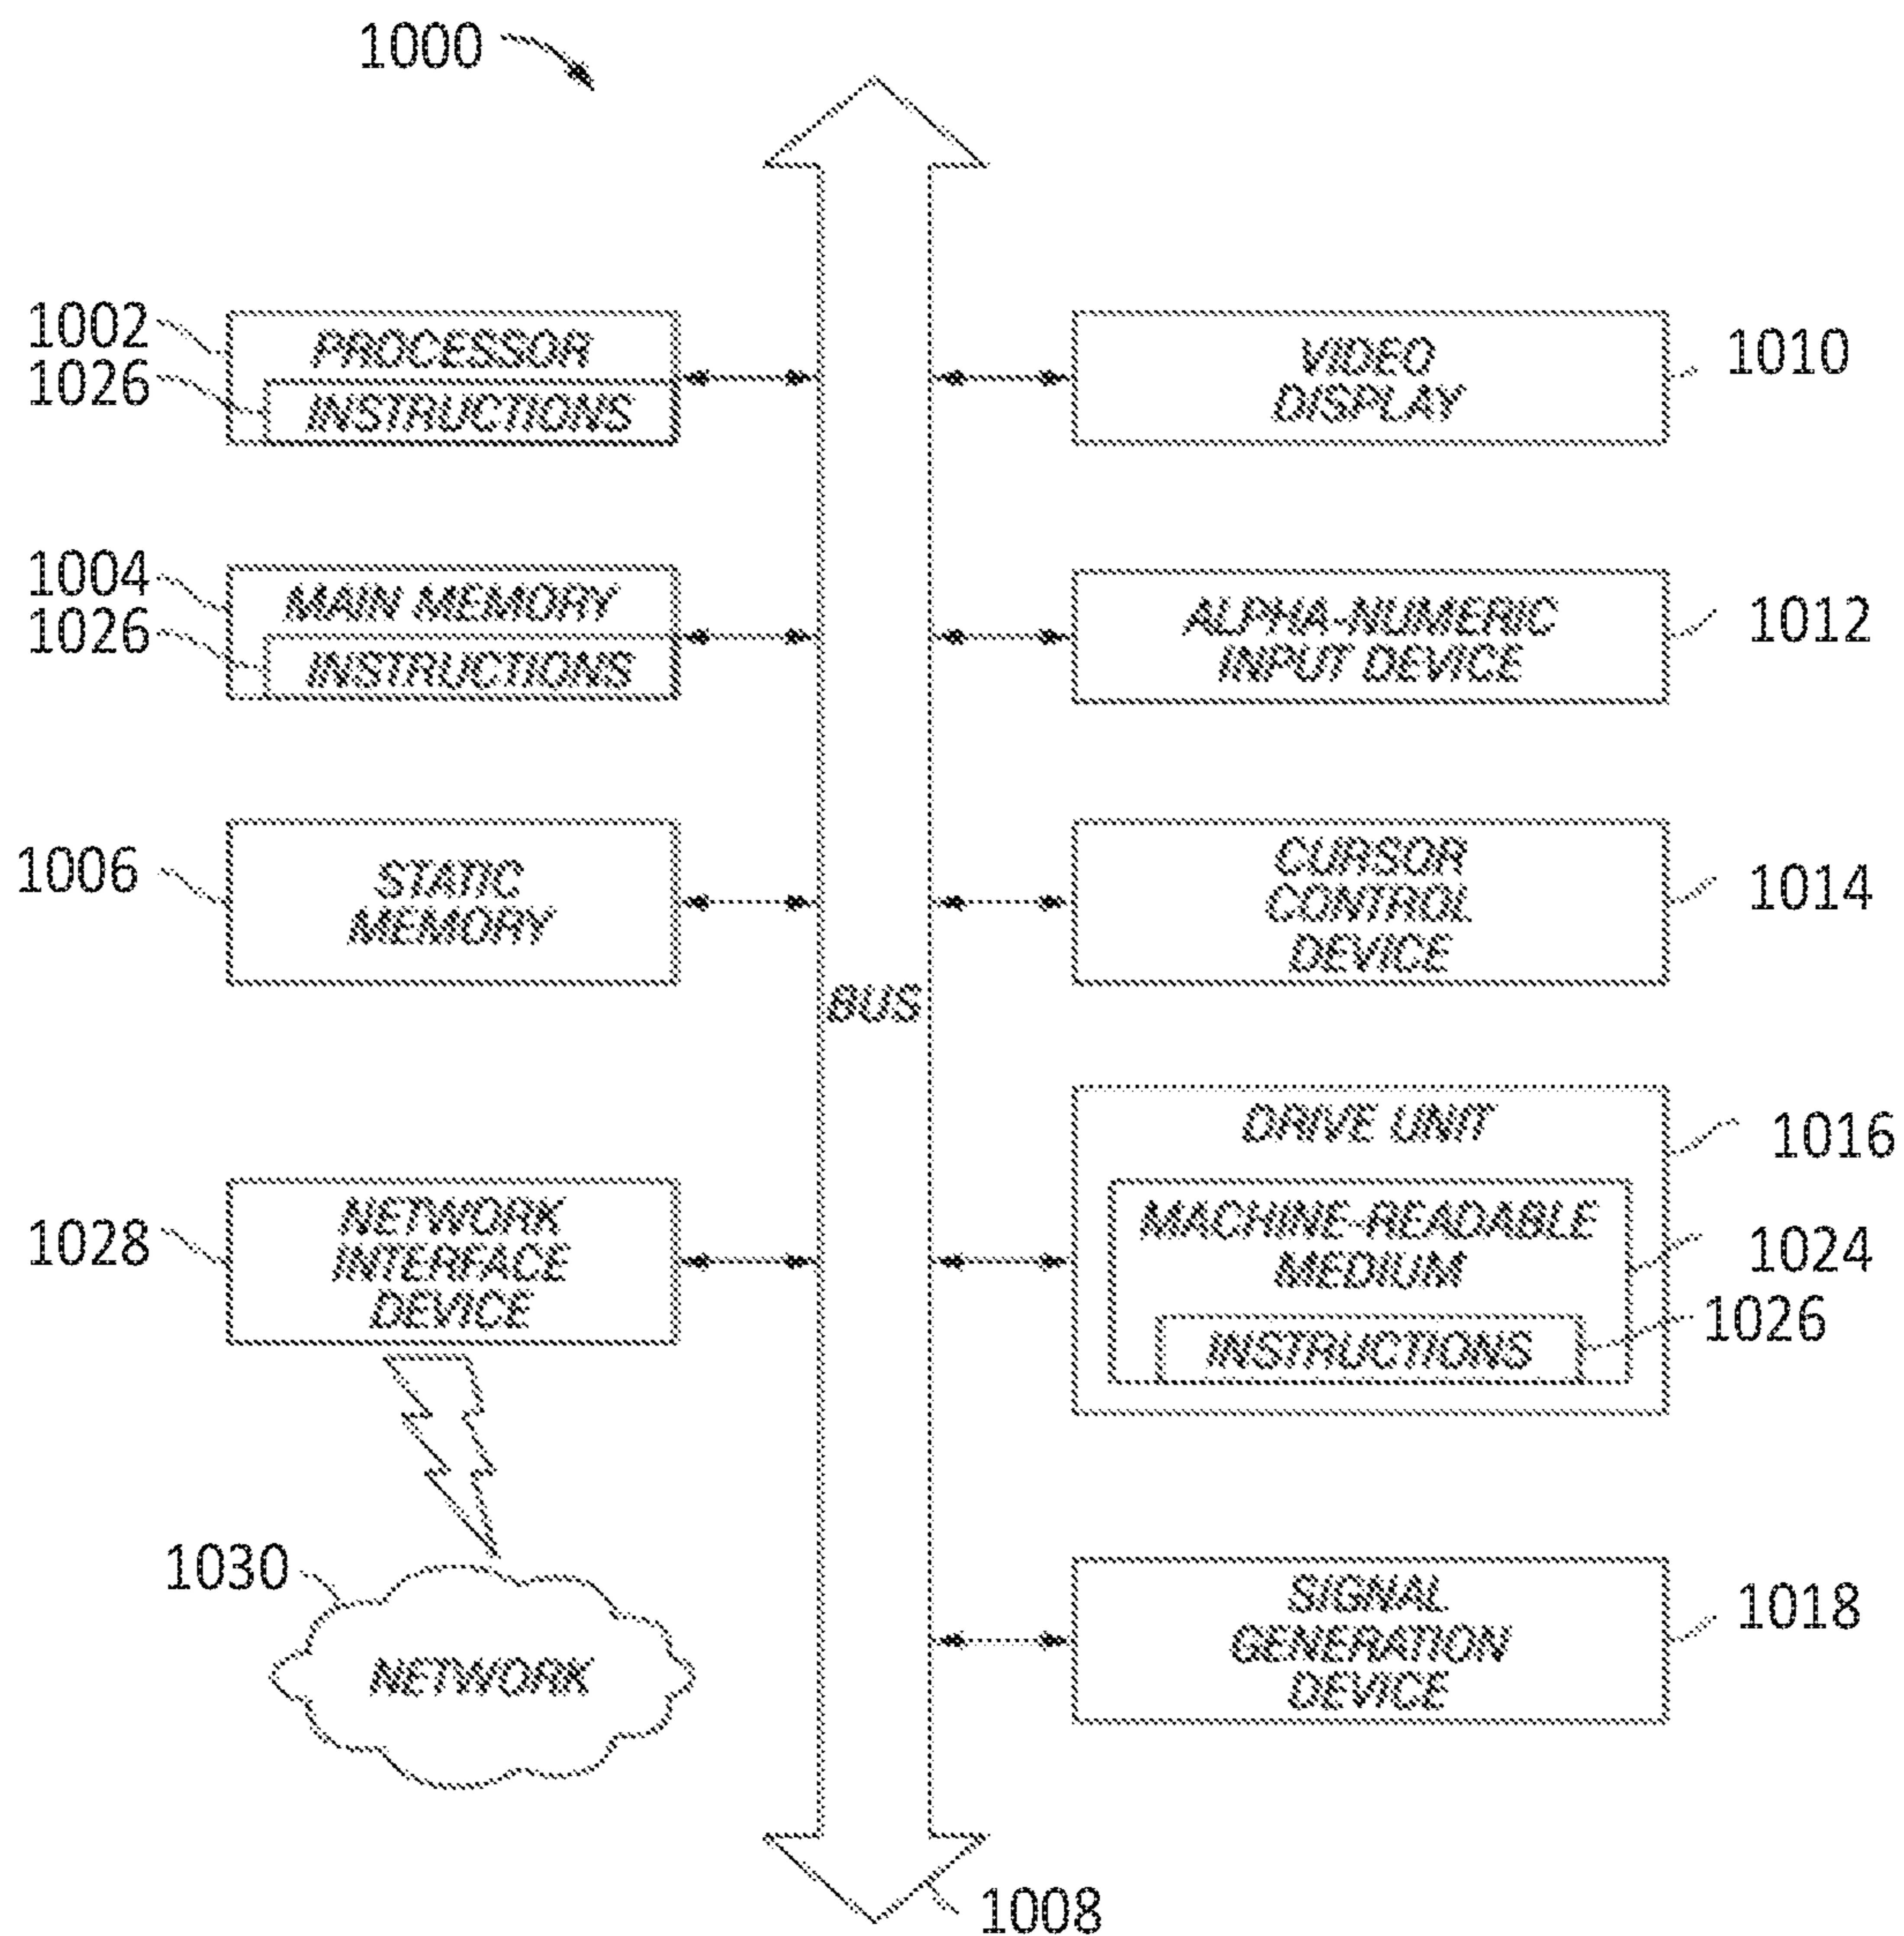 1000
1002
PROCESSOR
1026
INSTRUCTIONS
VIDEO
DISPLAY
1010
1004
MAIN MEMORY
1026
INSTRUCTIONS
ALPHA-NUMERIC
INPUT DEVICE
1012
1006
STATIC
MEMORY
CURSOR
CONTROL
DEVICE
1014
BUS
1028
NETWORK
INTERFACE
DEVICE
DRIVE UNIT
1016
MACHINE-READABLE
MEDIUM
1024
INSTRUCTIONS
1026
1030
NETWORK
SIGNAL
GENERATION
DEVICE
1018
1008